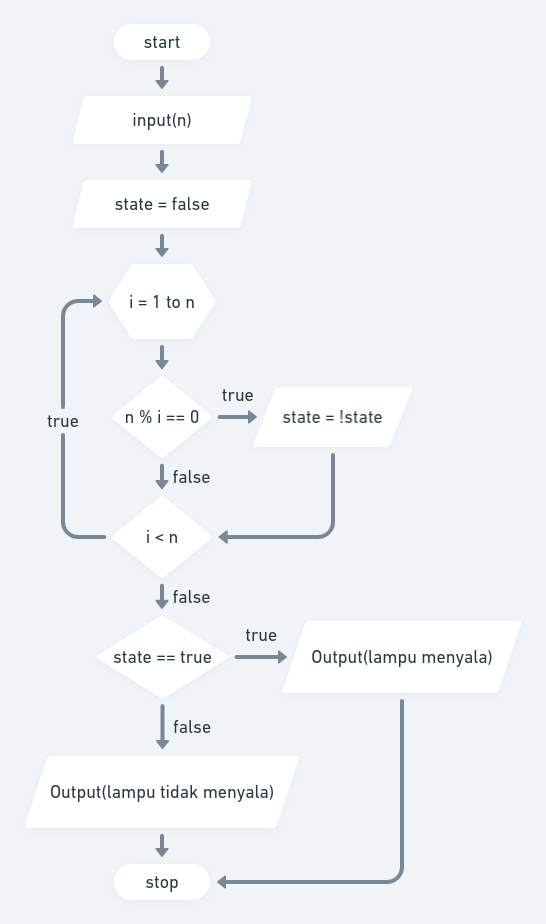 start
input(n)
state = false
i = 1 to n
n % i == 0
true
state = !state
true
false
i < n
false
state == true
true
Output(lampu menyala)
false
Output(lampu tidak menyala)
stop